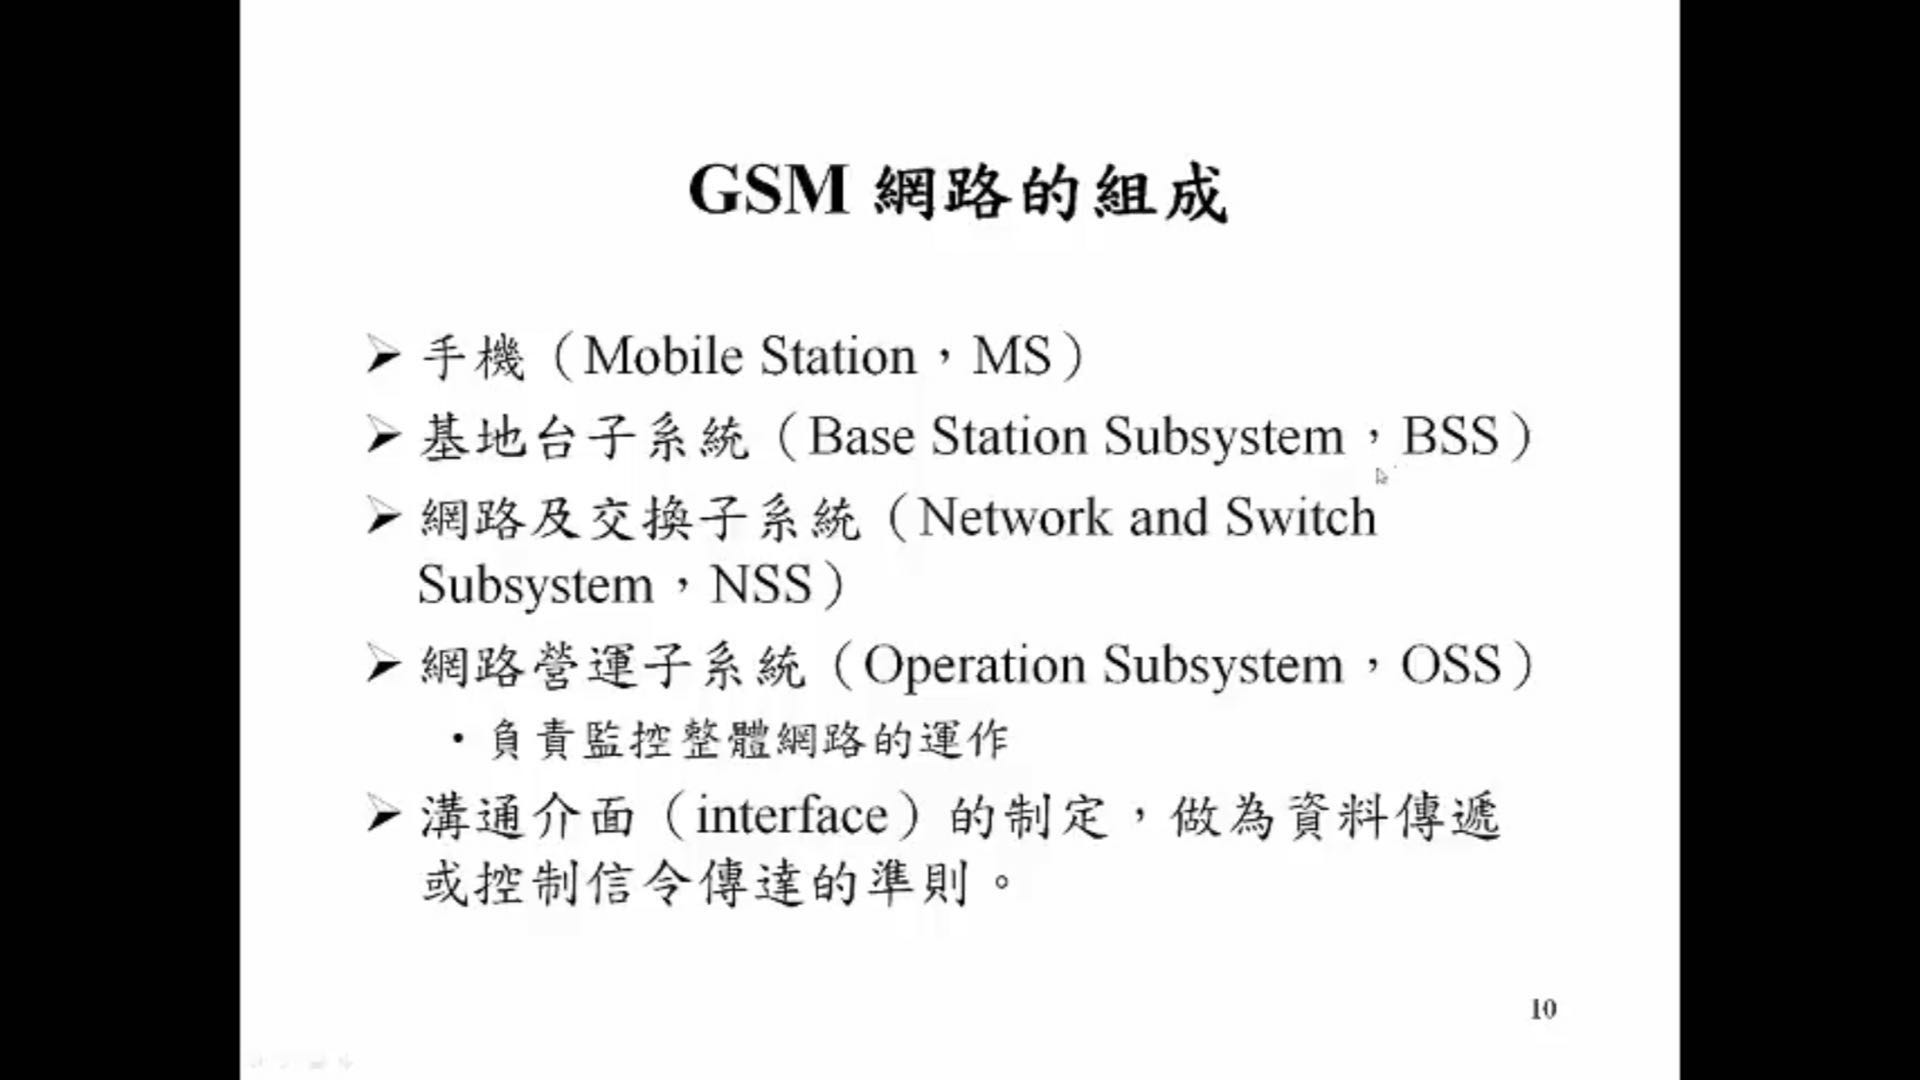 GSM 網路的組成
➢ 手機（Mobile Station，MS）
➢ 基地台子系統（Base Station Subsystem，BSS）
➢ 網路及交換子系統（Network and Switch
Subsystem，NSS）
➢ 網路營運子系統（Operation Subsystem，OSS）
• 負責監控整體網路的運作
➢ 溝通介面（interface）的制定，做為資料傳遞
或控制信令傳達的準則。
10